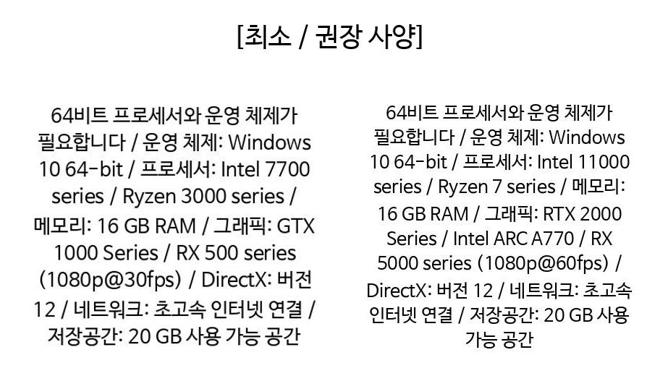 [최소 / 권장 사양]
64비트 프로세서와 운영 체제가
필요합니다 / 운영 체제: Windows
10 64-bit / 프로세서: Intel 7700
series / Ryzen 3000 series /
메모리: 16 GB RAM / 그래픽: GTX
1000 Series / RX 500 series
(1080p@30fps) / DirectX: 버전
12 / 네트워크: 초고속 인터넷 연결 /
저장공간: 20 GB 사용 가능 공간
64비트 프로세서와 운영 체제가
필요합니다 / 운영 체제: Windows
10 64-bit / 프로세서: Intel 11000
series / Ryzen 7 series / 메모리:
16 GB RAM / 그래픽: RTX 2000
Series / Intel ARC A770 / RX
5000 series (1080p@60fps) /
DirectX: 버전 12 / 네트워크: 초고속
인터넷 연결 / 저장공간: 20 GB 사용
가능 공간